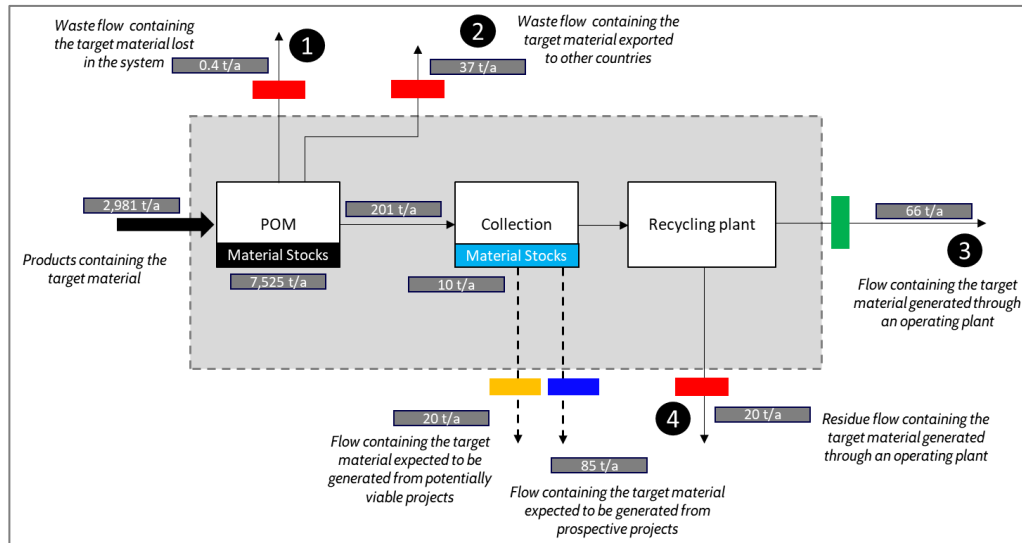 Waste flow containing
the target material lost
in the system
0.4 t/a
1
2
Waste flow containing the
target material exported
to other countries
37 t/a
2,981 t/a
Products containing the
target material
POM
Material Stocks
7,525 t/a
201 t/a
Collection
Material Stocks
10 t/a
Recycling plant
66 t/a
3
Flow containing the target
material generated through
an operating plant
20 t/a
Flow containing the target
material expected to be
generated from potentially
viable projects
85 t/a
Flow containing the target material
expected to be generated from
prospective projects
4
20 t/a
Residue flow containing the
target material generated
through an operating plant